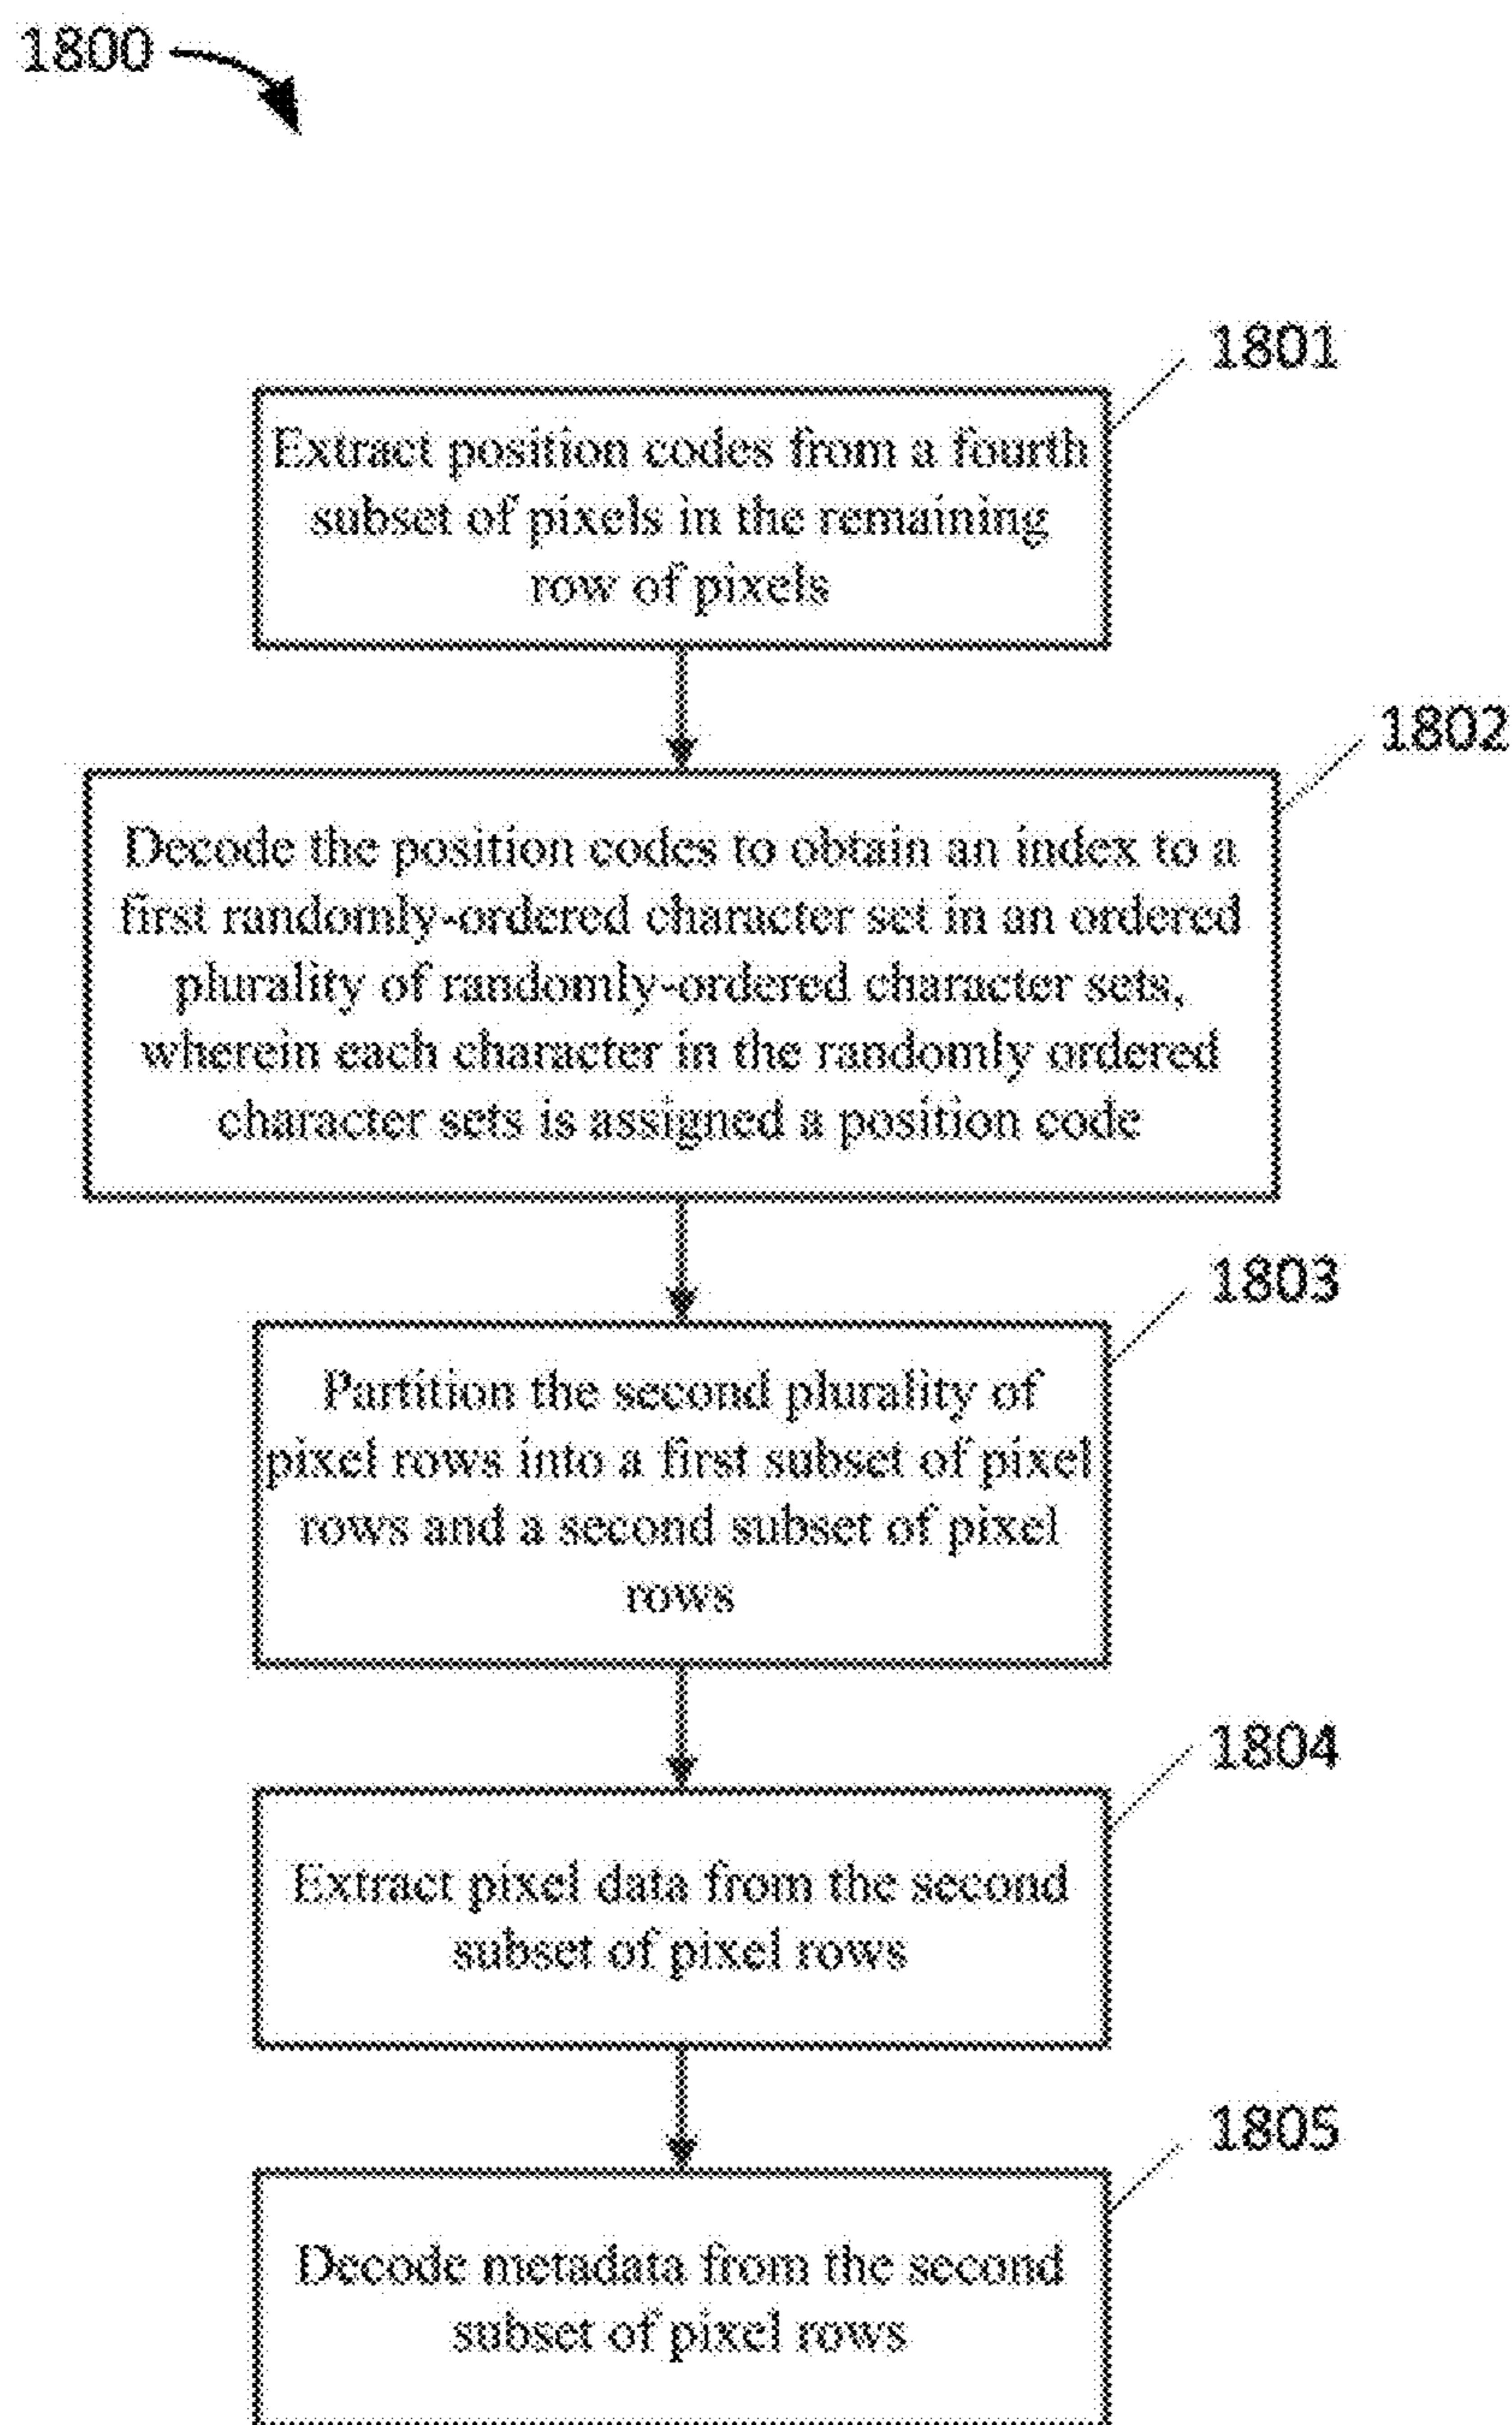 1800
1801
Extract position codes from a fourth
subset of pixels in the remaining
row of pixels
1802
Decode the position codes to obtain an index to a
first randomly-ordered character set in an ordered
plurality of randomly-ordered character sets,
wherein each character in the randomly ordered
character sets is assigned a position code
1803
Partition the second plurality of
pixel rows into a first subset of pixel
rows and a second subset of pixel
rows
1804
Extract pixel data from the second
subset of pixel rows
1805
Decode metadata from the second
subset of pixel rows